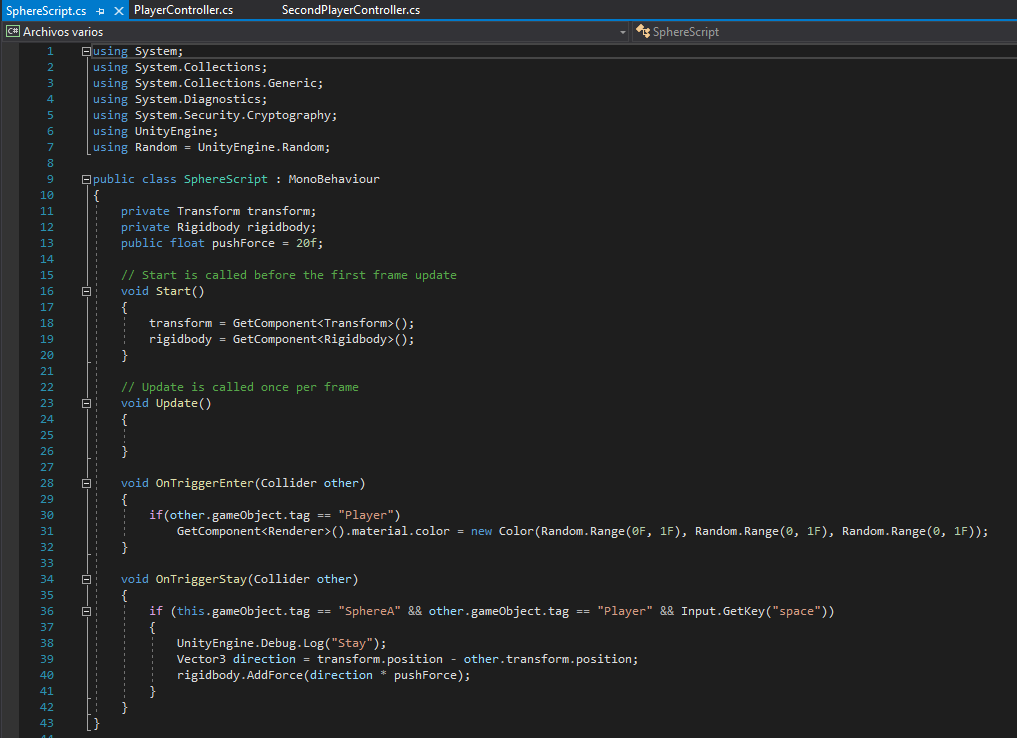 SphereScript.cs PlayerController.cs SecondPlayerController.cs
C# Archivos varios SphereScript
1 using System;
2 using System.Collections;
3 using System.Collections.Generic;
4 using System.Diagnostics;
5 using System.Security.Cryptography;
6 using UnityEngine;
7 using Random = UnityEngine.Random;
8
9 public class SphereScript : MonoBehaviour
10 {
11 private Transform transform;
12 private Rigidbody rigidbody;
13 public float pushForce = 20f;
14
15 // Start is called before the first frame update
16 void Start()
17 {
18 transform = GetComponent<Transform>();
19 rigidbody = GetComponent<Rigidbody>();
20 }
21
22 // Update is called once per frame
23 void Update()
24 {
25
26 }
27
28 void OnTriggerEnter(Collider other)
29 {
30 if(other.gameObject.tag == "Player")
31 GetComponent<Renderer>().material.color = new Color(Random.Range(0F, 1F), Random.Range(0, 1F), Random.Range(0, 1F));
32 }
33
34 void OnTriggerStay(Collider other)
35 {
36 if (this.gameObject.tag == "SphereA" && other.gameObject.tag == "Player" && Input.GetKey("space"))
37 {
38 UnityEngine.Debug.Log("Stay");
39 Vector3 direction = transform.position - other.transform.position;
40 rigidbody.AddForce(direction * pushForce);
41 }
42 }
43 }
44